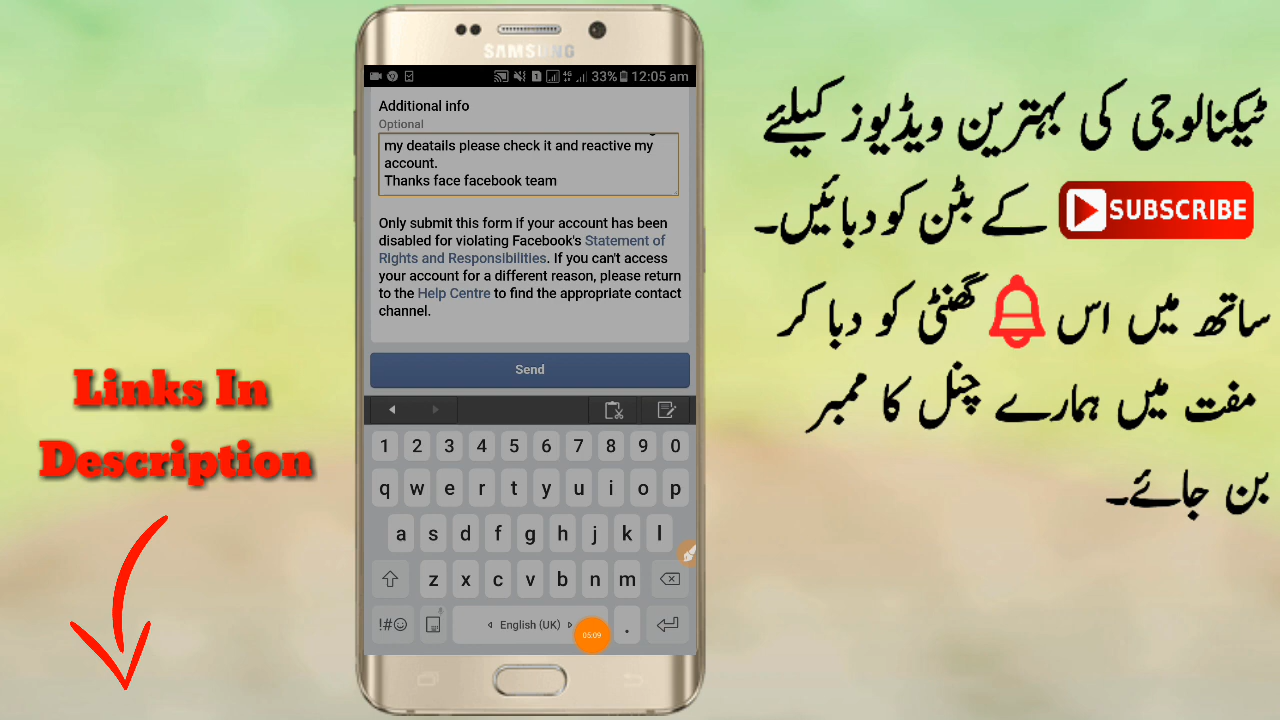 SAMSUNG
33% 12:05 am
Additional info
Optional
my deatails please check it and reactive my
account.
Thanks face facebook team
Only submit this form if your account has been
disabled for violating Facebook's Statement of
Rights and Responsibilities. If you can't access
your account for a different reason, please return
to the Help Centre to find the appropriate contact
channel.
Send
1 2 3 4 5 6 7 8 9 0
q w e r t y u i o p
a s d f g h j k l
z x c v b n m
!#☺ English (UK) .
05:09
Links In
Description
ٹیکنالوجی کی بہترین ویڈیوز کیلئے
SUBSCRIBE کے بٹن کو دبائیں۔
ساتھ میں اس گھنٹی کو دبا کر
مفت میں ہمارے چنل کا ممبر
بن جائے۔